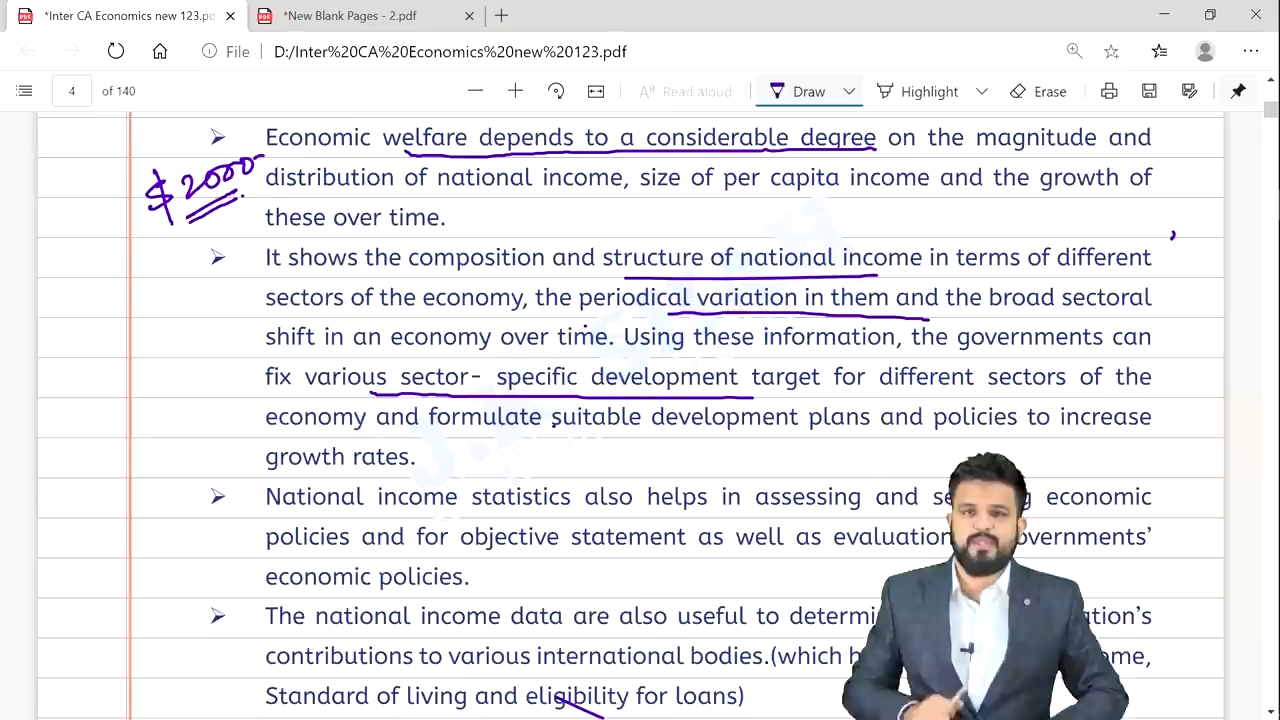 *Inter CA Economics new 123.pd
*New Blank Pages - 2.pdf
File D:/Inter%20CA%20Economics%20new%20123.pdf
4 of 140
Read aloud
Draw
Highlight
Erase
Economic welfare depends to a considerable degree on the magnitude and
$ 2000
distribution of national income, size of per capita income and the growth of
these over time.
It shows the composition and structure of national income in terms of different
sectors of the economy, the periodical variation in them and the broad sectoral
shift in an economy over time. Using these information, the governments can
fix various sector- specific development target for different sectors of the
economy and formulate suitable development plans and policies to increase
growth rates.
National income statistics also helps in assessing and economic
policies and for objective statement as well as evaluation overnments'
economic policies.
The national income data are also useful to determi ation's
contributions to various international bodies.(which ome,
Standard of living and eligibility for loans)